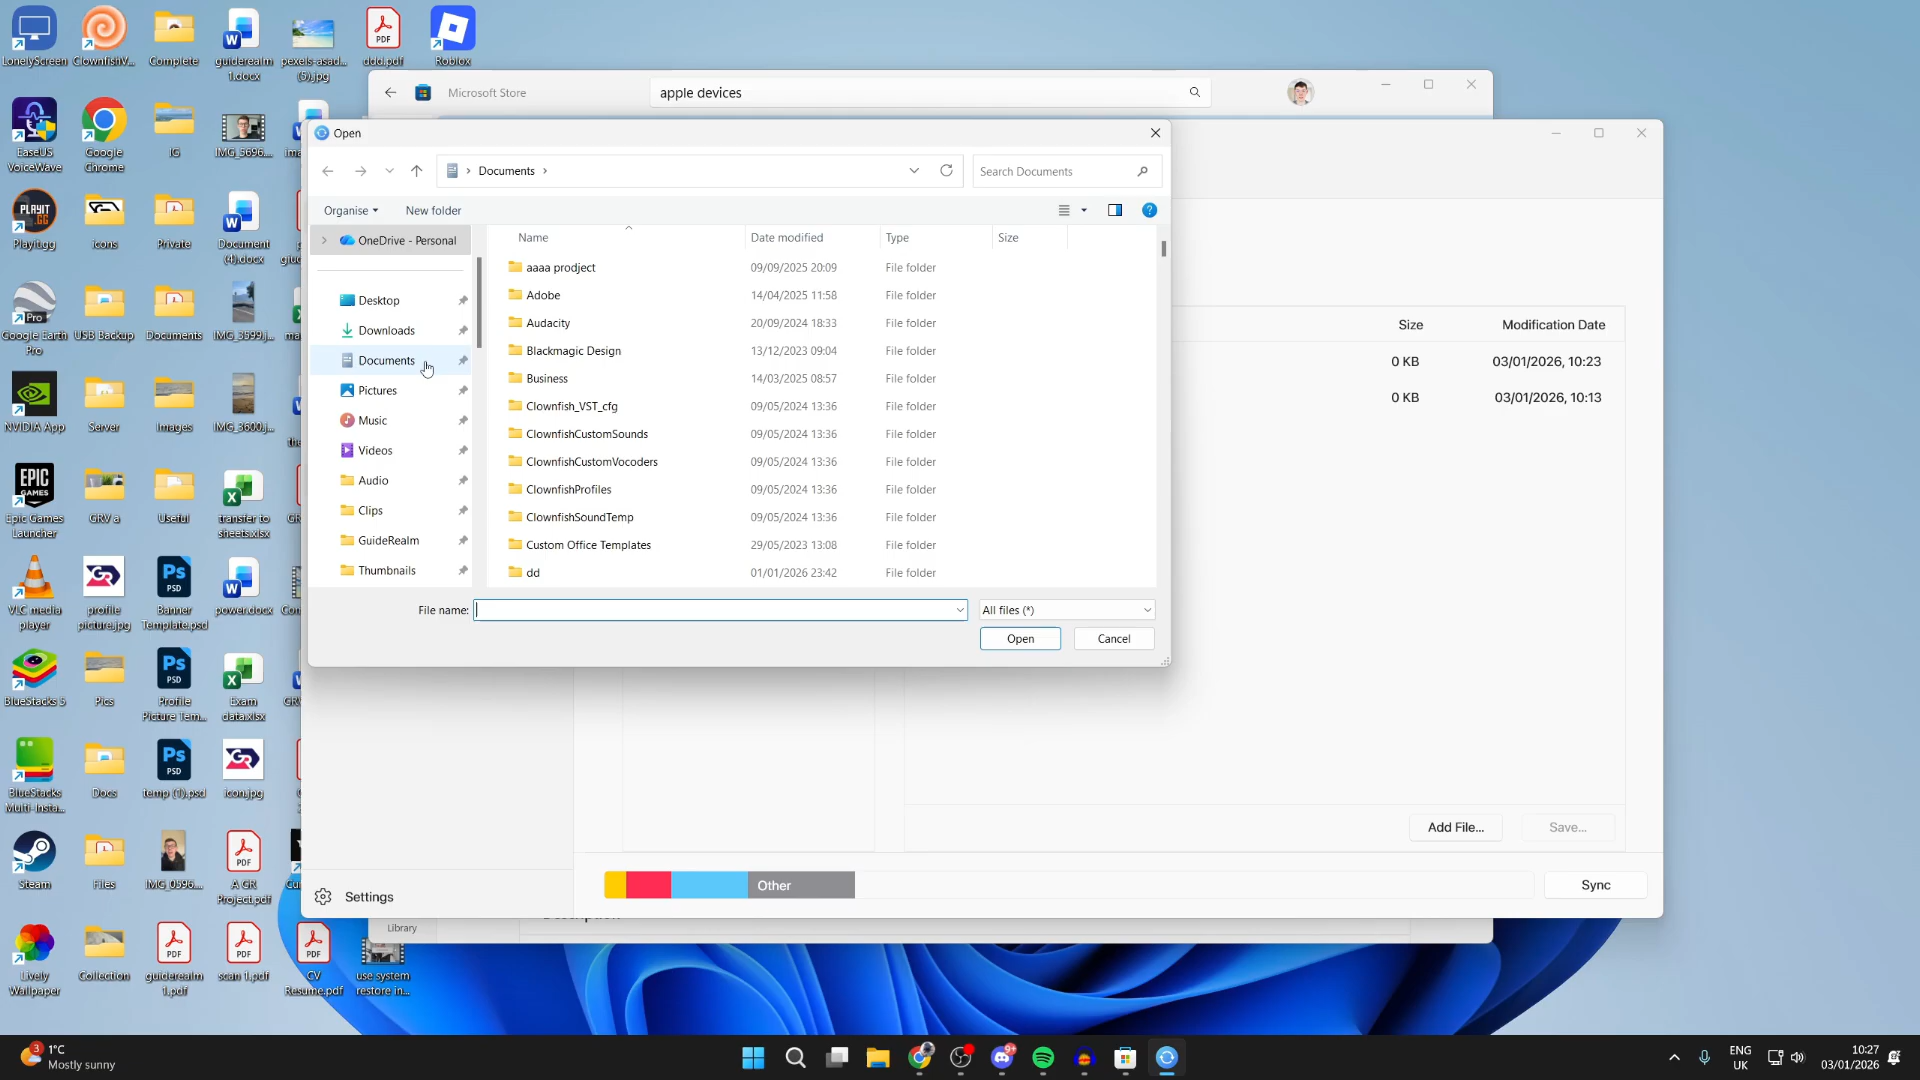 LonelyScreen
ClownfishV...
Complete
guiderealm
1.docx
pexels-asad...
(5).jpg
ddd.pdf
Roblox
EaseUS
VoiceWave
Google
Chrome
IG
IMG_5696...
PLAYIT
.GG
Playit.gg
icons
Private
Document
(4).docx
Pro
Google Earth
Pro
USB Backup
Documents
IMG_3599.j...
NVIDIA App
Server
Images
IMG_3600.j...
EPIC
GAMES
Epic Games
Launcher
GRV a
Useful
transfer to
sheets.xlsx
VLC media
player
profile
picture.jpg
Banner
Template.psd
power.docx
BlueStacks 5
Pics
Profile
Picture Tem...
Exam
data.xlsx
BlueStacks
Multi-Insta...
Docs
temp (1).psd
icon.jpg
Steam
Files
IMG_0596...
A GR
Project.pdf
Lively
Wallpaper
Collection
guiderealm
1.pdf
scan 1.pdf
CV
Resume.pdf
use system
restore in...
Microsoft Store
apple devices
Open
Documents
Search Documents
Organise
New folder
OneDrive - Personal
Desktop
Downloads
Documents
Pictures
Music
Videos
Audio
Clips
GuideRealm
Thumbnails
Name Date modified Type Size
aaaa prodject 09/09/2025 20:09 File folder
Adobe 14/04/2025 11:58 File folder
Audacity 20/09/2024 18:33 File folder
Blackmagic Design 13/12/2023 09:04 File folder
Business 14/03/2025 08:57 File folder
Clownfish_VST_cfg 09/05/2024 13:36 File folder
ClownfishCustomSounds 09/05/2024 13:36 File folder
ClownfishCustomVocoders 09/05/2024 13:36 File folder
ClownfishProfiles 09/05/2024 13:36 File folder
ClownfishSoundTemp 09/05/2024 13:36 File folder
Custom Office Templates 29/05/2023 13:08 File folder
dd 01/01/2026 23:42 File folder
File name:
All files (*)
Open
Cancel
Size Modification Date
0 KB 03/01/2026, 10:23
0 KB 03/01/2026, 10:13
Add File...
Save...
Settings
Other
Sync
Library
3
1°C
Mostly sunny
9+
ENG
UK
10:27
03/01/2026